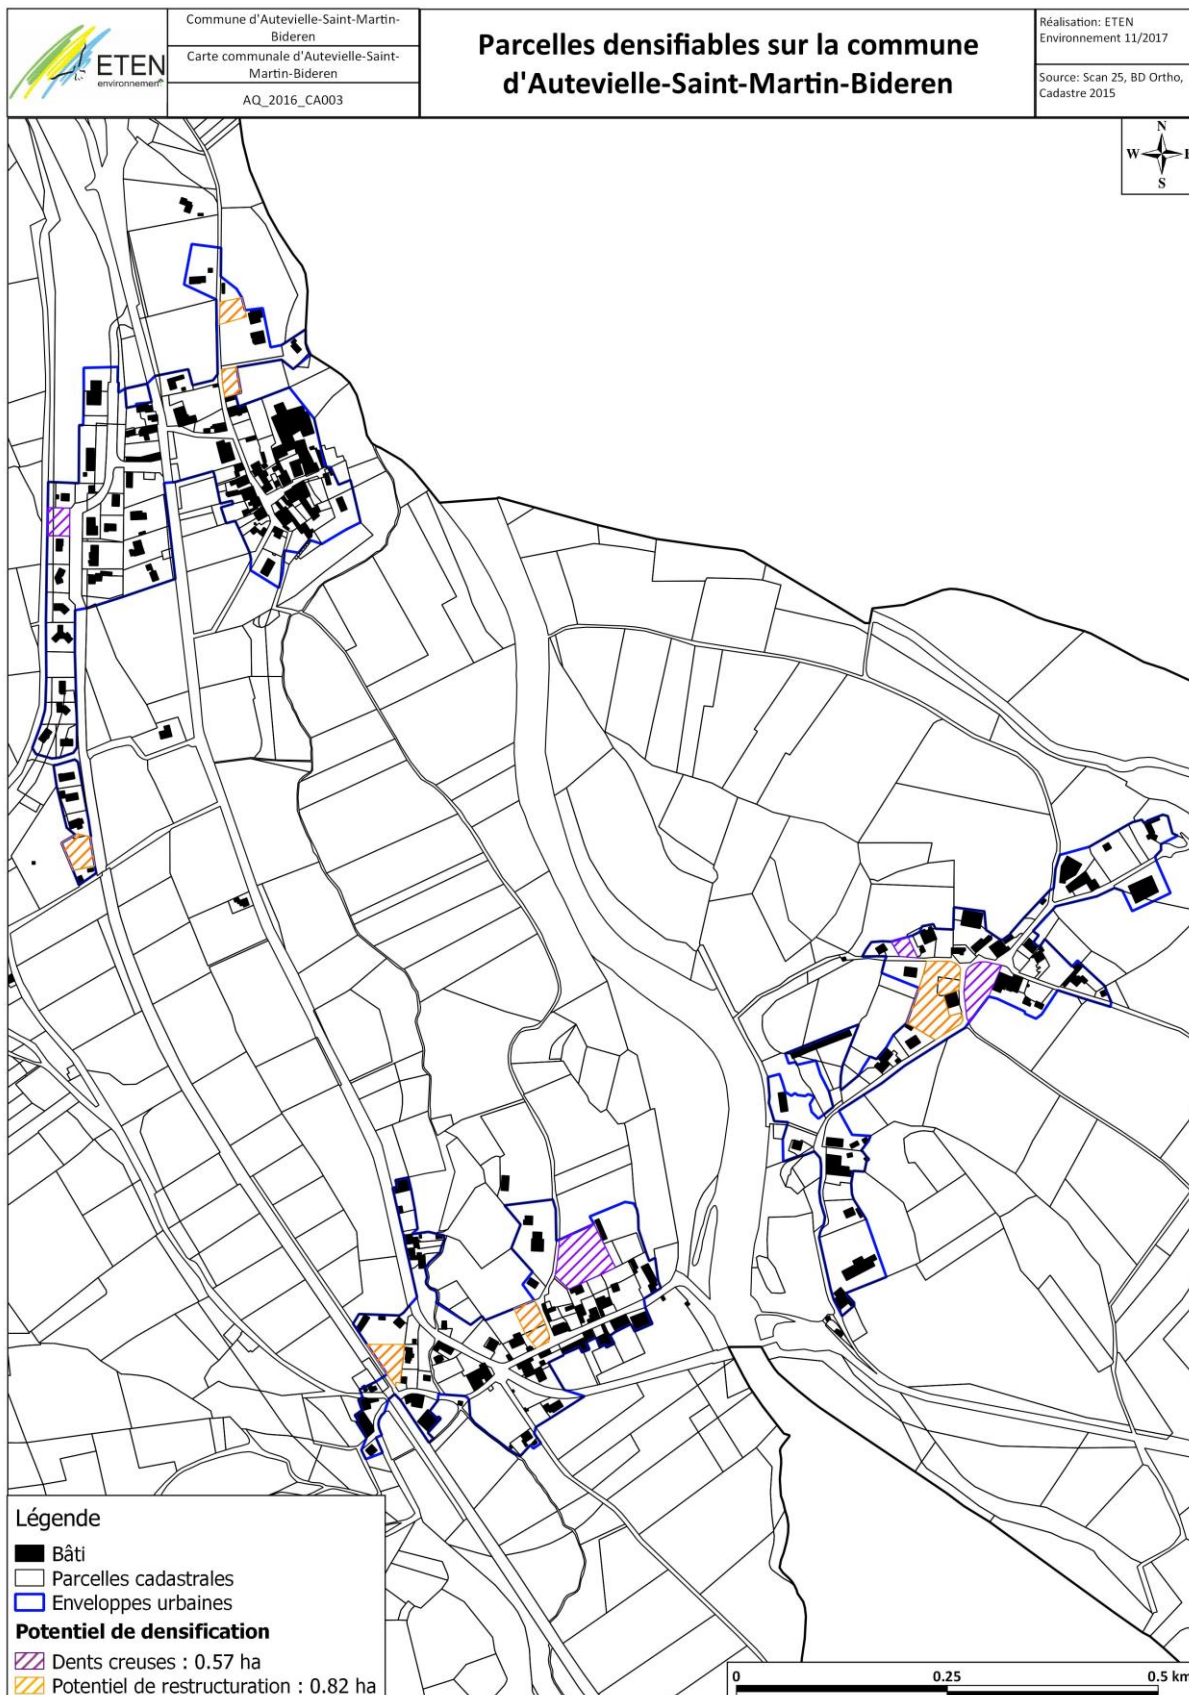 ETEN
environnement
Commune d'Autevielle-Saint-Martin-
Bideren
Carte communale d'Autevielle-Saint-
Martin-Bideren
AQ_2016_CA003
Parcelles densifiables sur la commune
d'Autevielle-Saint-Martin-Bideren
Réalisation: ETEN
Environnement 11/2017
Source: Scan 25, BD Ortho,
Cadastre 2015
N
W E
S
Légende
Bâti
Parcelles cadastrales
Enveloppes urbaines
Potentiel de densification
Dents creuses : 0.57 ha
Potentiel de restructuration : 0.82 ha
0 0.25 0.5 km